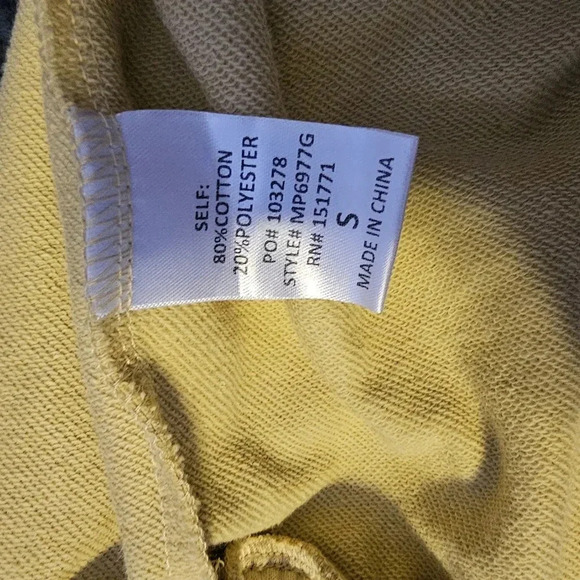 SELF:
80%COTTON
20%POLYESTER
PO# 103278
STYLE# MP6977G
RN# 151771
S
MADE IN CHINA